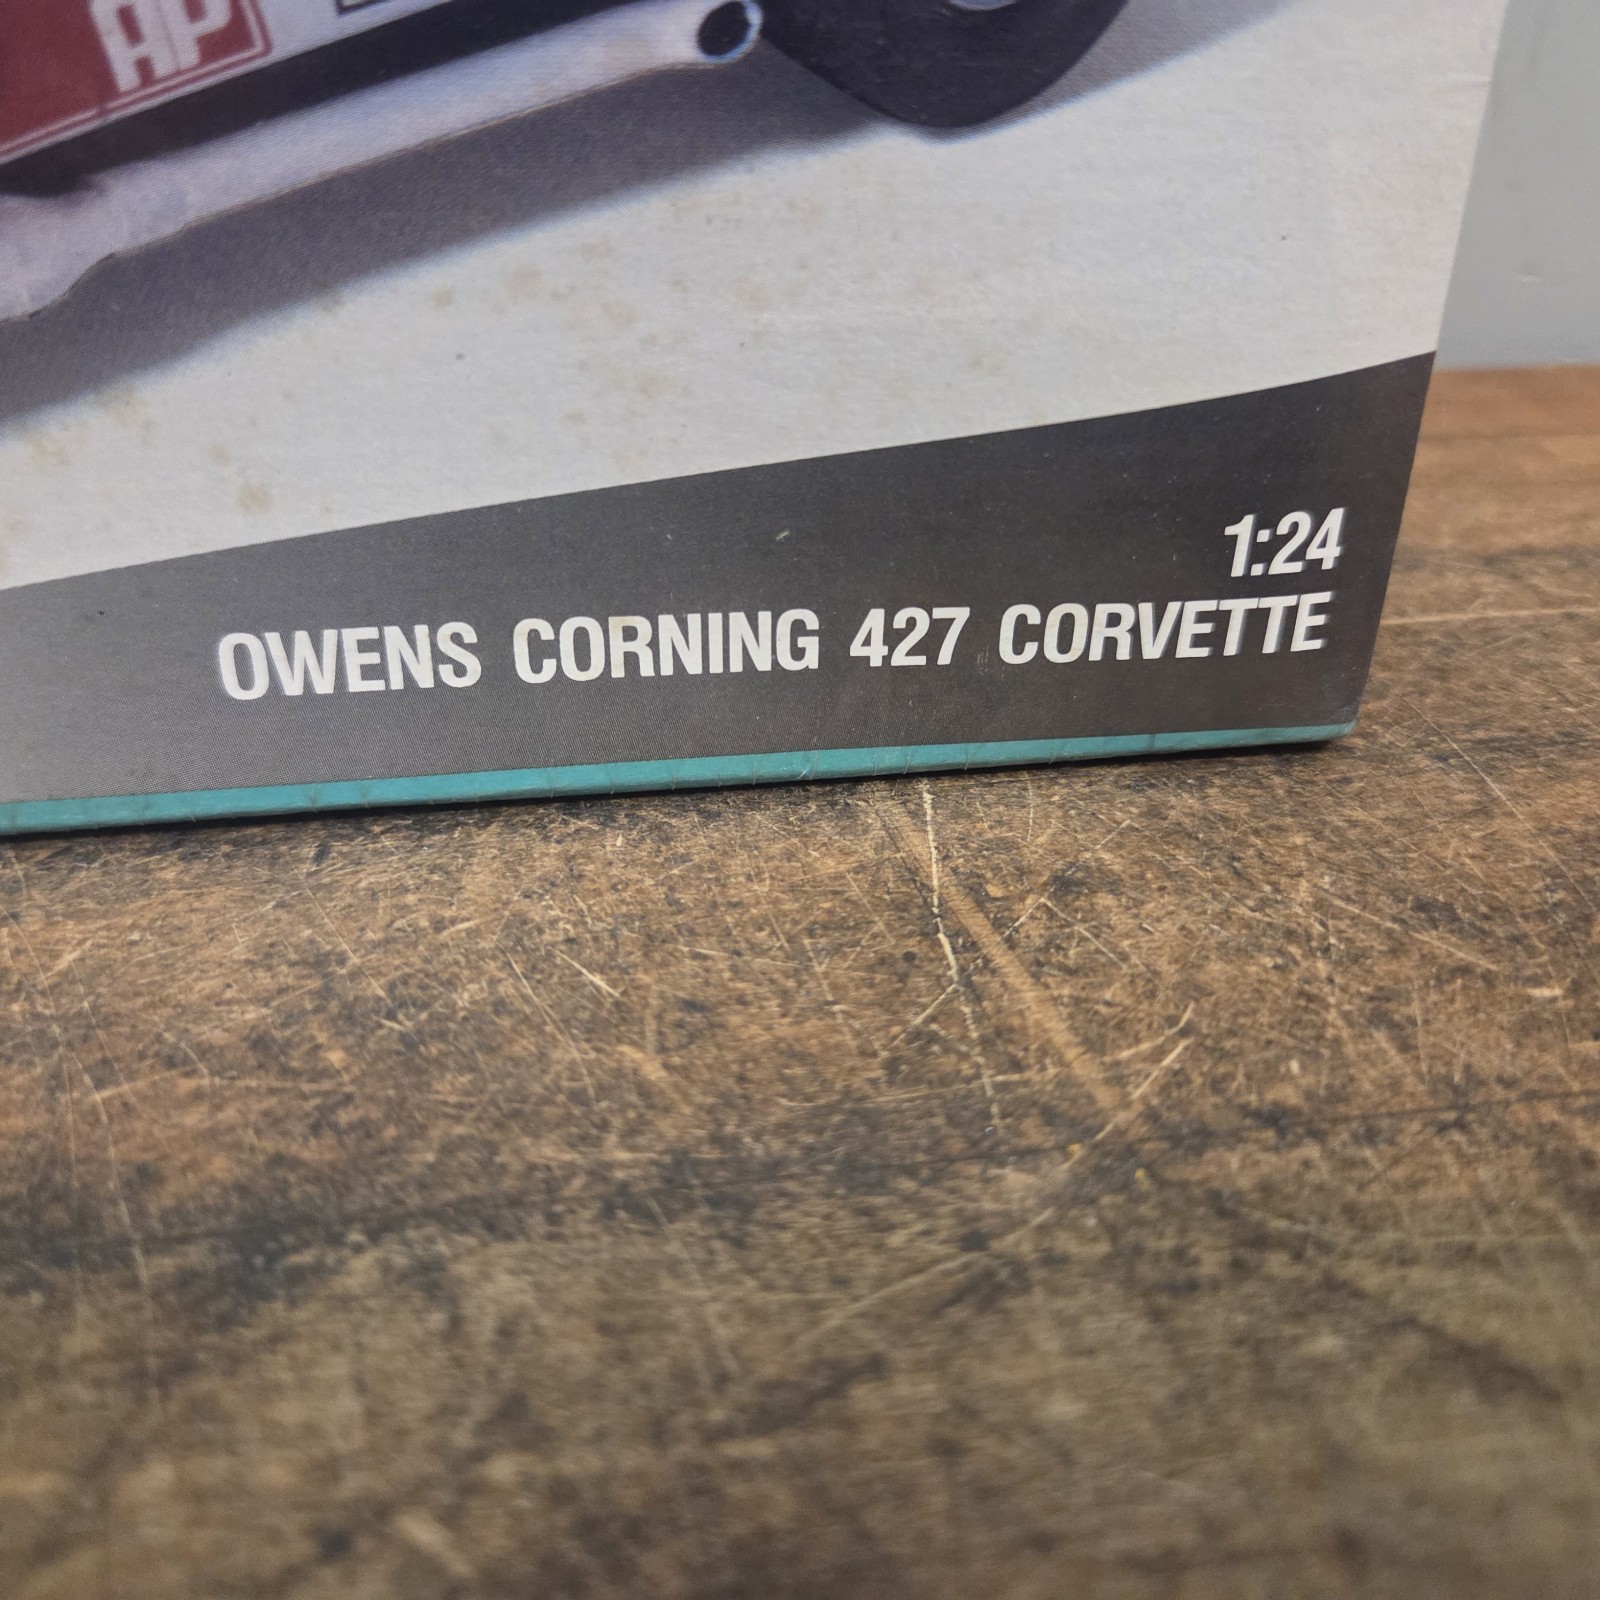 AP
1:24
OWENS CORNING 427 CORVETTE